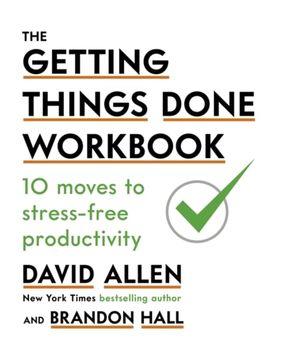 THE
GETTING
THINGS DONE
WORKBOOK
10 moves to
stress-free
productivity
DAVID ALLEN
New York Times bestselling author
AND BRANDON HALL